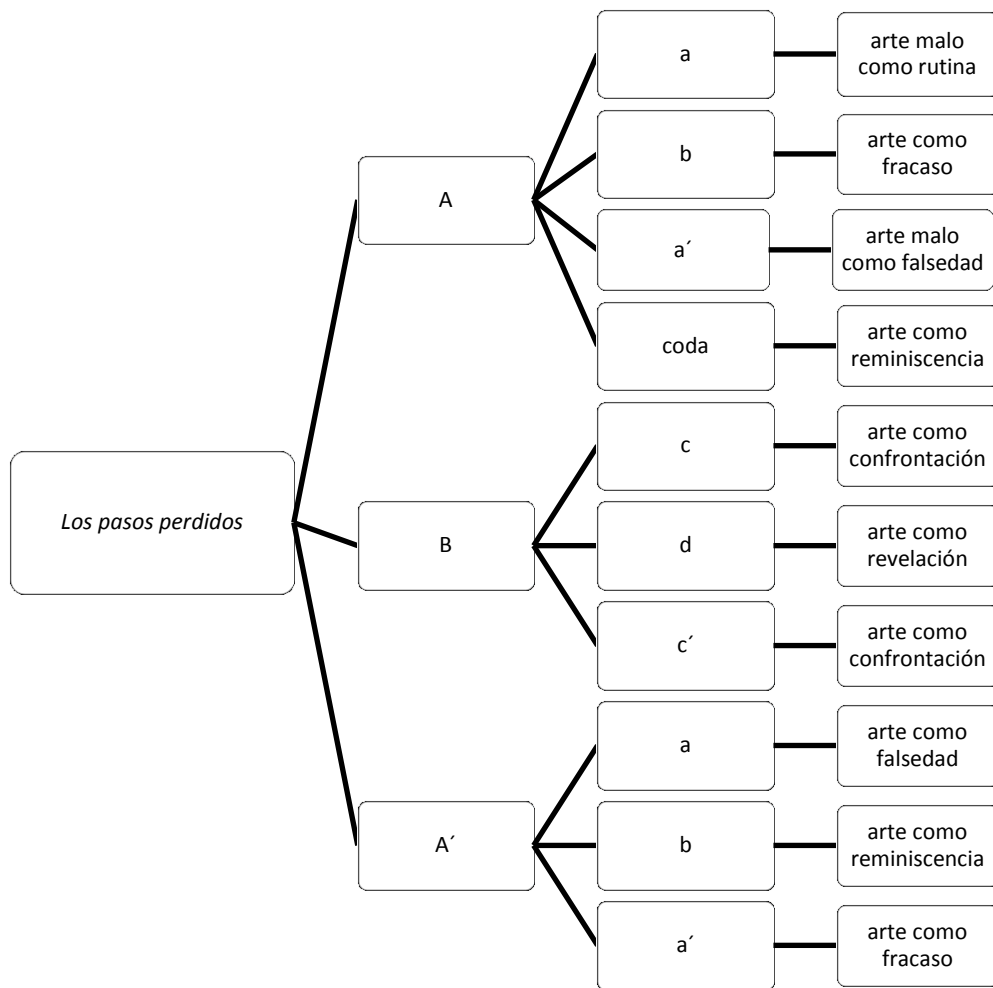 Los pasos perdidos
A
a
arte malo
como rutina
b
arte como
fracaso
a´
arte malo
como falsedad
coda
arte como
reminiscencia
B
c
arte como
confrontación
d
arte como
revelación
c´
arte como
confrontación
A´
a
arte como
falsedad
b
arte como
reminiscencia
a´
arte como
fracaso